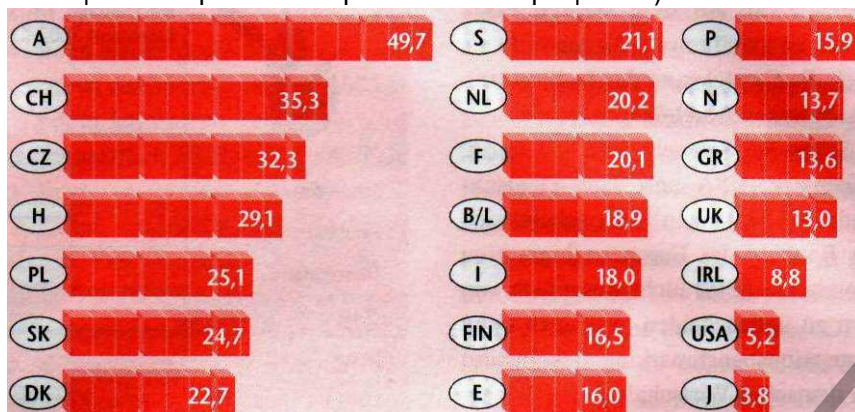 A 49,7 S 21,1 P 15,9
CH 35,3 NL 20,2 N 13,7
CZ 32,3 F 20,1 GR 13,6
H 29,1 B/L 18,9 UK 13,0
PL 25,1 I 18,0 IRL 8,8
SK 24,7 FIN 16,5 USA 5,2
DK 22,7 E 16,0 J 3,8